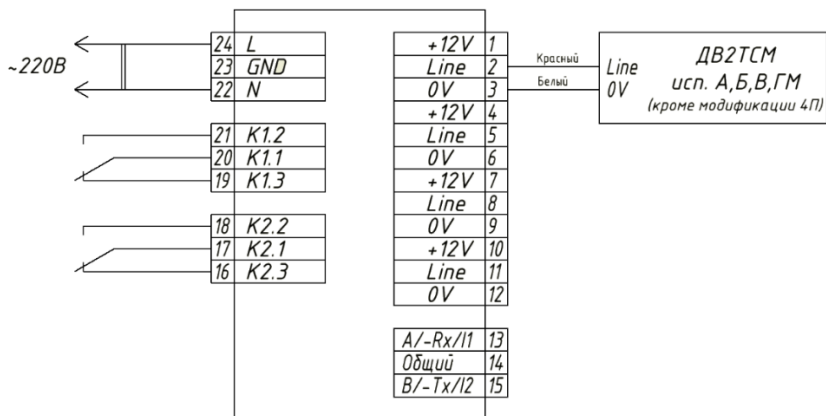 ~220В
24 L
23 GND
22 N
21 K1.2
20 K1.1
19 K1.3
18 K2.2
17 K2.1
16 K2.3
+12V 1
Line 2
0V 3
+12V 4
Line 5
0V 6
+12V 7
Line 8
0V 9
+12V 10
Line 11
0V 12
A/-Rx/I1 13
Общий 14
B/-Tx/I2 15
Красный
Белый
Line
0V
ДВ2ТСМ
исп. А,Б,В,ГМ
(кроме модификации 4П)